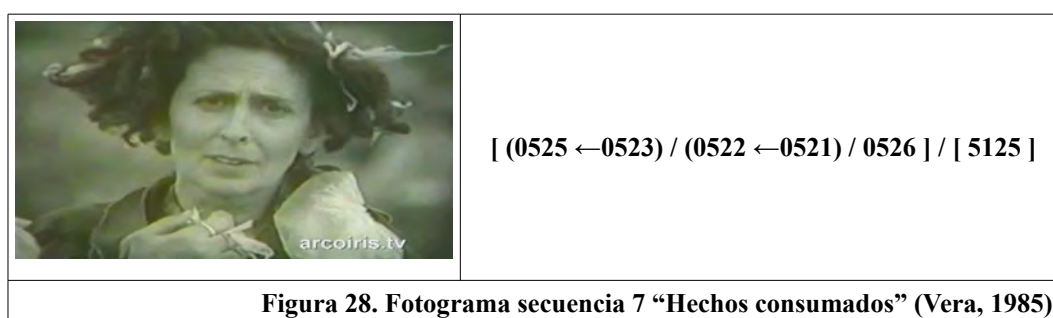 arcoiris.tv
[ (0525 ←0523) / (0522 ←0521) / 0526 ] / [ 5125 ]
Figura 28. Fotograma secuencia 7 “Hechos consumados” (Vera, 1985)